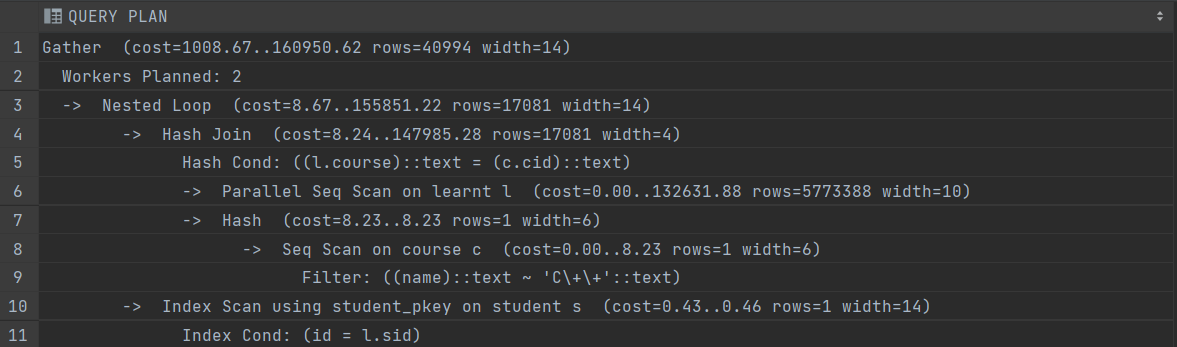 QUERY PLAN
1 Gather  (cost=1008.67..160950.62 rows=40994 width=14)
2   Workers Planned: 2
3   ->  Nested Loop  (cost=8.67..155851.22 rows=17081 width=14)
4         ->  Hash Join  (cost=8.24..147985.28 rows=17081 width=4)
5               Hash Cond: ((l.course)::text = (c.cid)::text)
6               ->  Parallel Seq Scan on learnt l  (cost=0.00..132631.88 rows=5773388 width=10)
7               ->  Hash  (cost=8.23..8.23 rows=1 width=6)
8                     ->  Seq Scan on course c  (cost=0.00..8.23 rows=1 width=6)
9                           Filter: ((name)::text ~ 'C\+\+'::text)
10         ->  Index Scan using student_pkey on student s  (cost=0.43..0.46 rows=1 width=14)
11               Index Cond: (id = l.sid)